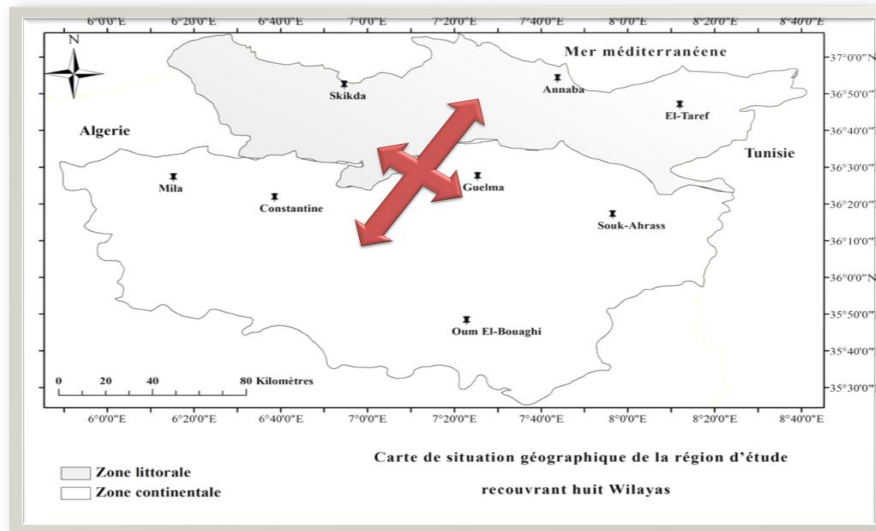 6°0'0"E 6°20'0"E 6°40'0"E 7°0'0"E 7°20'0"E 7°40'0"E 8°0'0"E 8°20'0"E 8°40'0"E
N
Mer méditerranéene
37°0'0"N
Skikda
Annaba
36°50'0"N
El-Taref
Algerie
36°40'0"N
Tunisie
36°30'0"N
Mila
Guelma
Constantine
36°20'0"N
Souk-Ahrass
36°10'0"N
36°0'0"N
35°50'0"N
Oum El-Bouaghi
35°40'0"N
0 20 40 80 Kilomètres
35°30'0"N
6°0'0"E 6°20'0"E 6°40'0"E 7°0'0"E 7°20'0"E 7°40'0"E 8°0'0"E 8°20'0"E 8°40'0"E
Carte de situation géographique de la région d'étude
recouvrant huit Wilayas
Zone littorale
Zone continentale